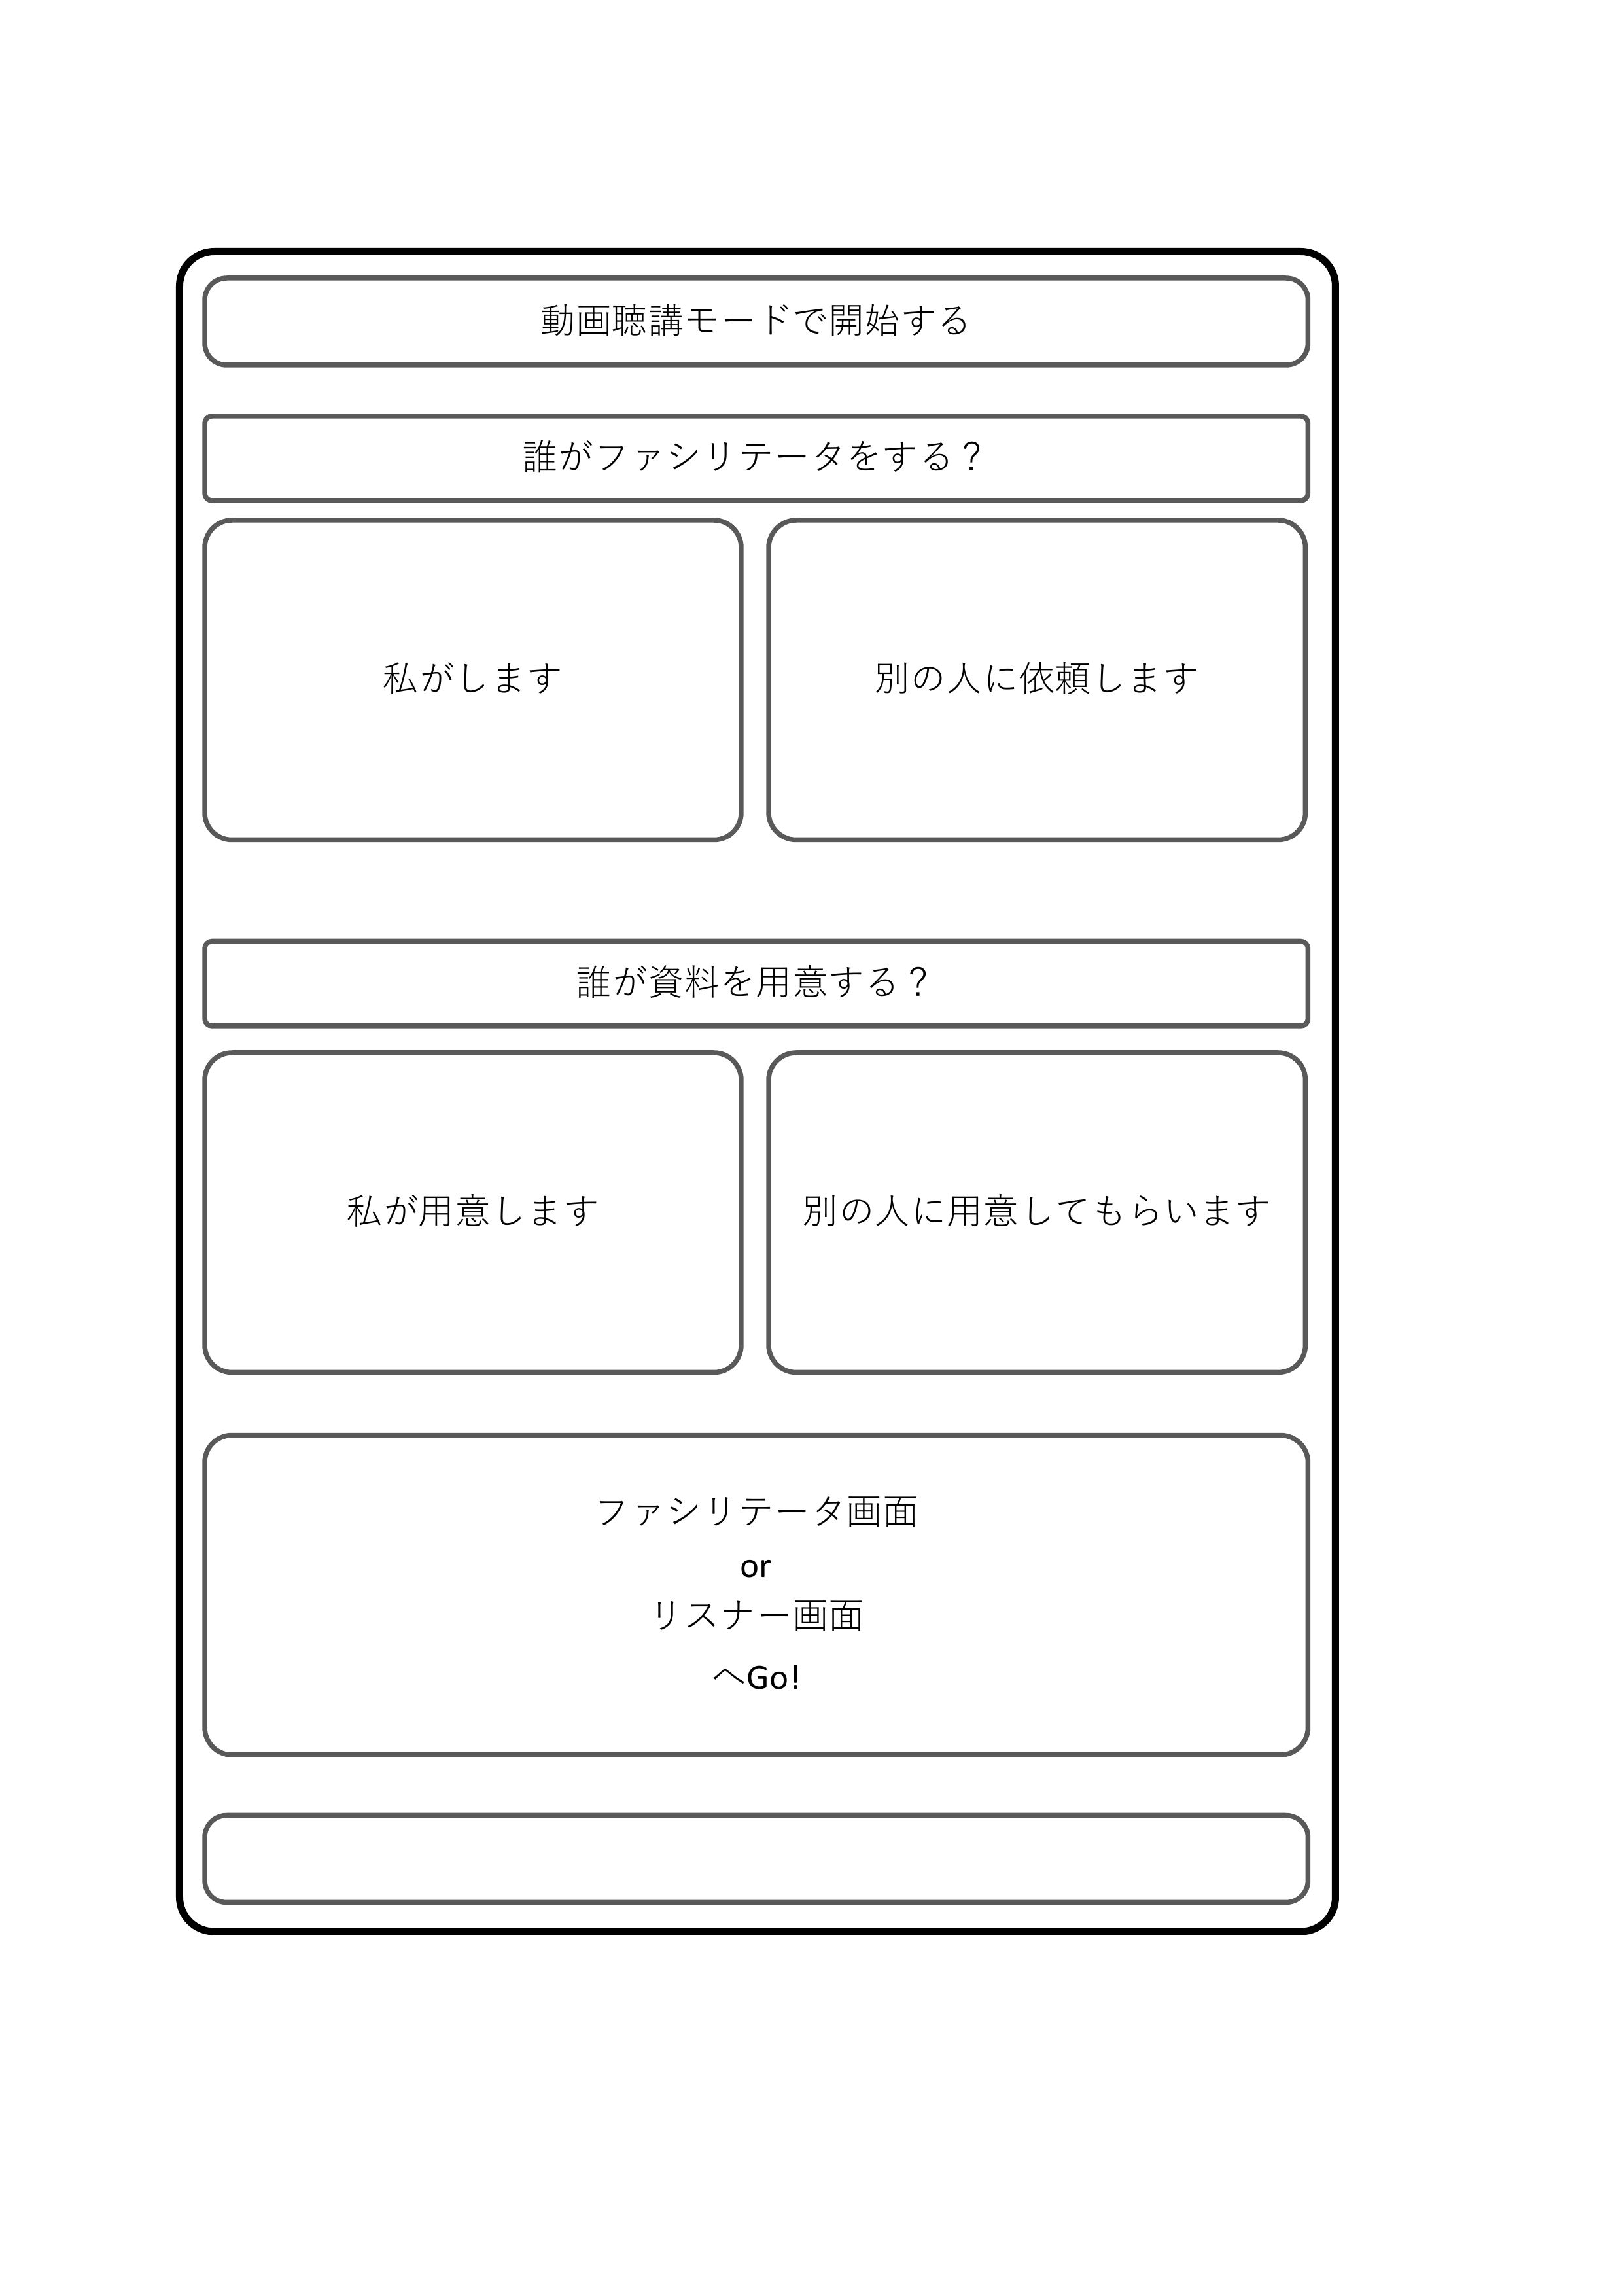 動画聴講モードで開始する
誰がファシリテータをする？
私がします
別の人に依頼します
誰が資料を用意する？
私が用意します
別の人に用意してもらいます
ファシリテータ画面
or
リスナー画面
へGo!